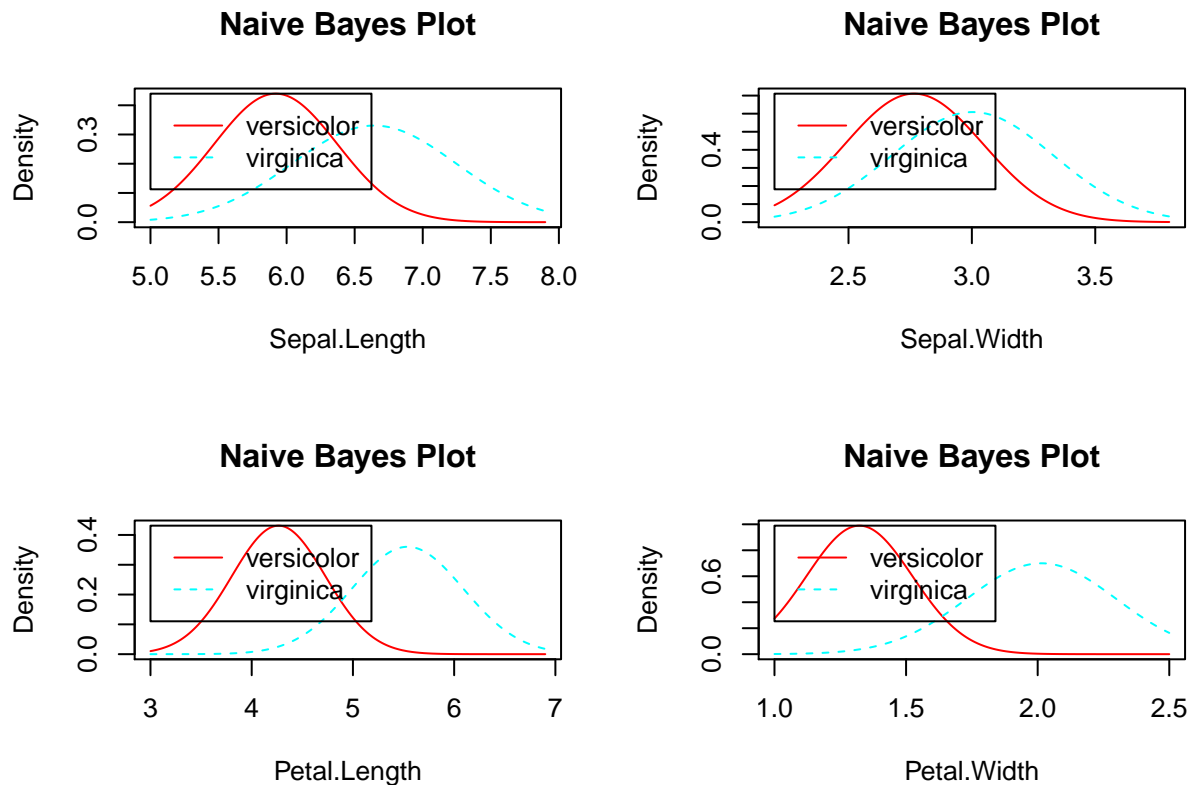 Naive Bayes Plot
Density
0.3
0.0
versicolor
virginica
5.0 5.5 6.0 6.5 7.0 7.5 8.0
Sepal.Length
Naive Bayes Plot
Density
0.4
0.0
versicolor
virginica
2.5 3.0 3.5
Sepal.Width
Naive Bayes Plot
Density
0.4
0.2
0.0
versicolor
virginica
3 4 5 6 7
Petal.Length
Naive Bayes Plot
Density
0.6
0.0
versicolor
virginica
1.0 1.5 2.0 2.5
Petal.Width